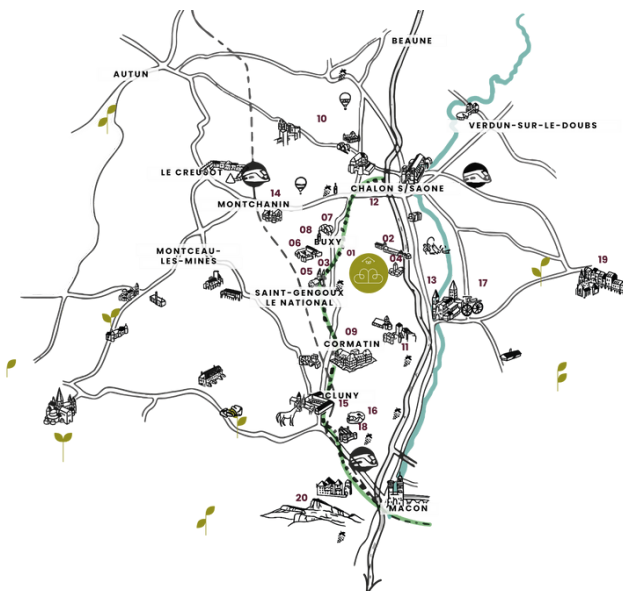 BEAUNE
AUTUN
10
VERDUN-SUR-LE-DOUBS
LE CREUSOT
CHALON S/SAONE
14
MONTCHANIN
12
07
08
BUXY
02
06
01
MONTCEAU-
LES-MINES
03
04
05
19
13
17
SAINT-GENGOUX
LE NATIONAL
09
CORMATIN
11
CLUNY
15
16
18
20
MACON